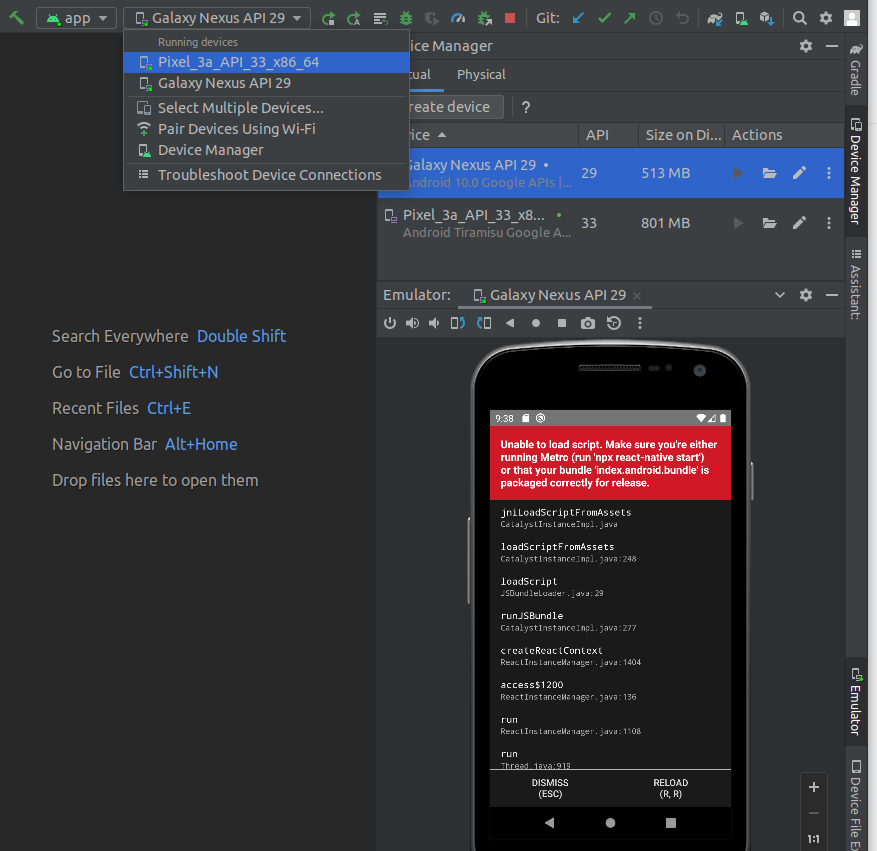 app
Galaxy Nexus API 29
Git:
Running devices
Pixel_3a_API_33_x86_64
Galaxy Nexus API 29
Select Multiple Devices...
Pair Devices Using Wi-Fi
Device Manager
Troubleshoot Device Connections
ice Manager
ual
Physical
reate device
?
vice
API
Size on Di...
Actions
Galaxy Nexus API 29
Android 10.0 Google APIs |...
29
513 MB
Pixel_3a_API_33_x8...
Android Tiramisu Google A...
33
801 MB
Emulator:
Galaxy Nexus API 29
Search Everywhere Double Shift
Go to File Ctrl+Shift+N
Recent Files Ctrl+E
Navigation Bar Alt+Home
Drop files here to open them
9:38
Unable to load script. Make sure you're either
running Metro (run 'npx react-native start')
or that your bundle 'index.android.bundle' is
packaged correctly for release.
jniLoadScriptFromAssets
CatalystInstanceImpl.java
loadScriptFromAssets
CatalystInstanceImpl.java:248
loadScript
JSBundleLoader.java:29
runJSBundle
CatalystInstanceImpl.java:277
createReactContext
ReactInstanceManager.java:1404
access$1200
ReactInstanceManager.java:136
run
ReactInstanceManager.java:1108
run
Thread.java:919
DISMISS
(ESC)
RELOAD
(R, R)
1:1
Gradle
Device Manager
Assistant:
Emulator
Device File Ex